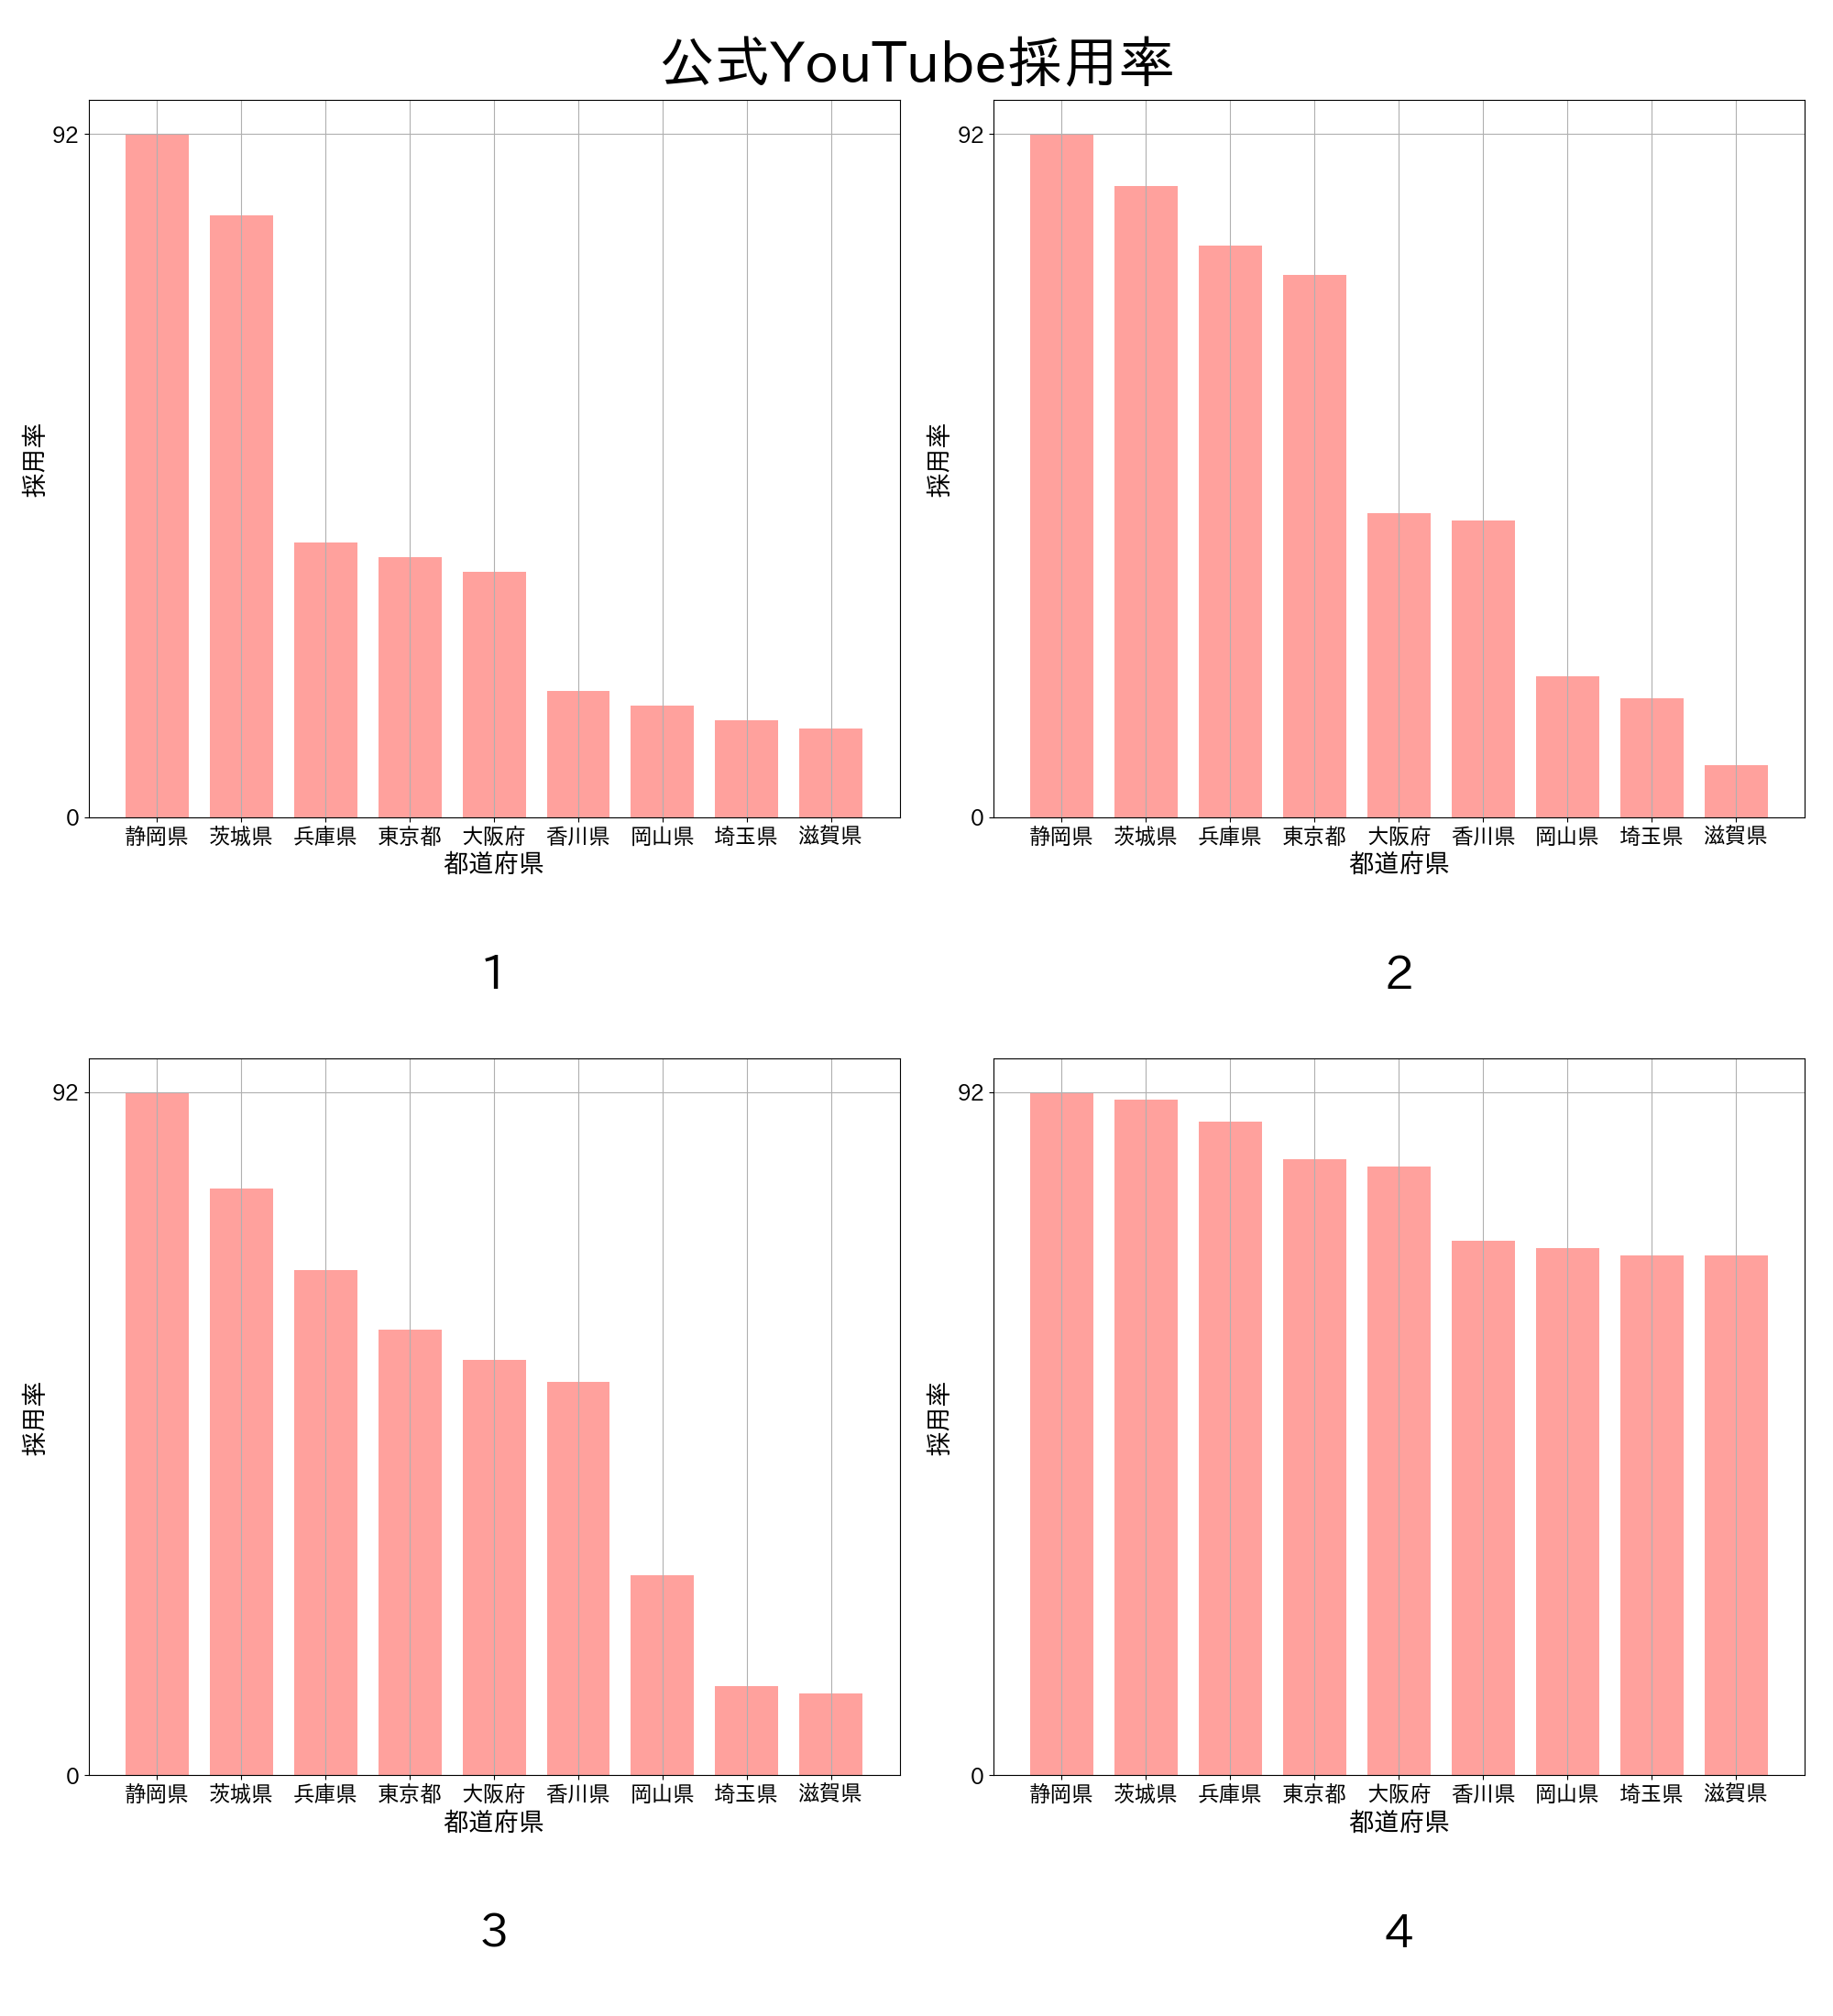 公式YouTube採用率
92
採用率
0
静岡県 茨城県 兵庫県 東京都 大阪府 香川県 岡山県 埼玉県 滋賀県
都道府県
1
92
採用率
0
静岡県 茨城県 兵庫県 東京都 大阪府 香川県 岡山県 埼玉県 滋賀県
都道府県
2
92
採用率
0
静岡県 茨城県 兵庫県 東京都 大阪府 香川県 岡山県 埼玉県 滋賀県
都道府県
3
92
採用率
0
静岡県 茨城県 兵庫県 東京都 大阪府 香川県 岡山県 埼玉県 滋賀県
都道府県
4